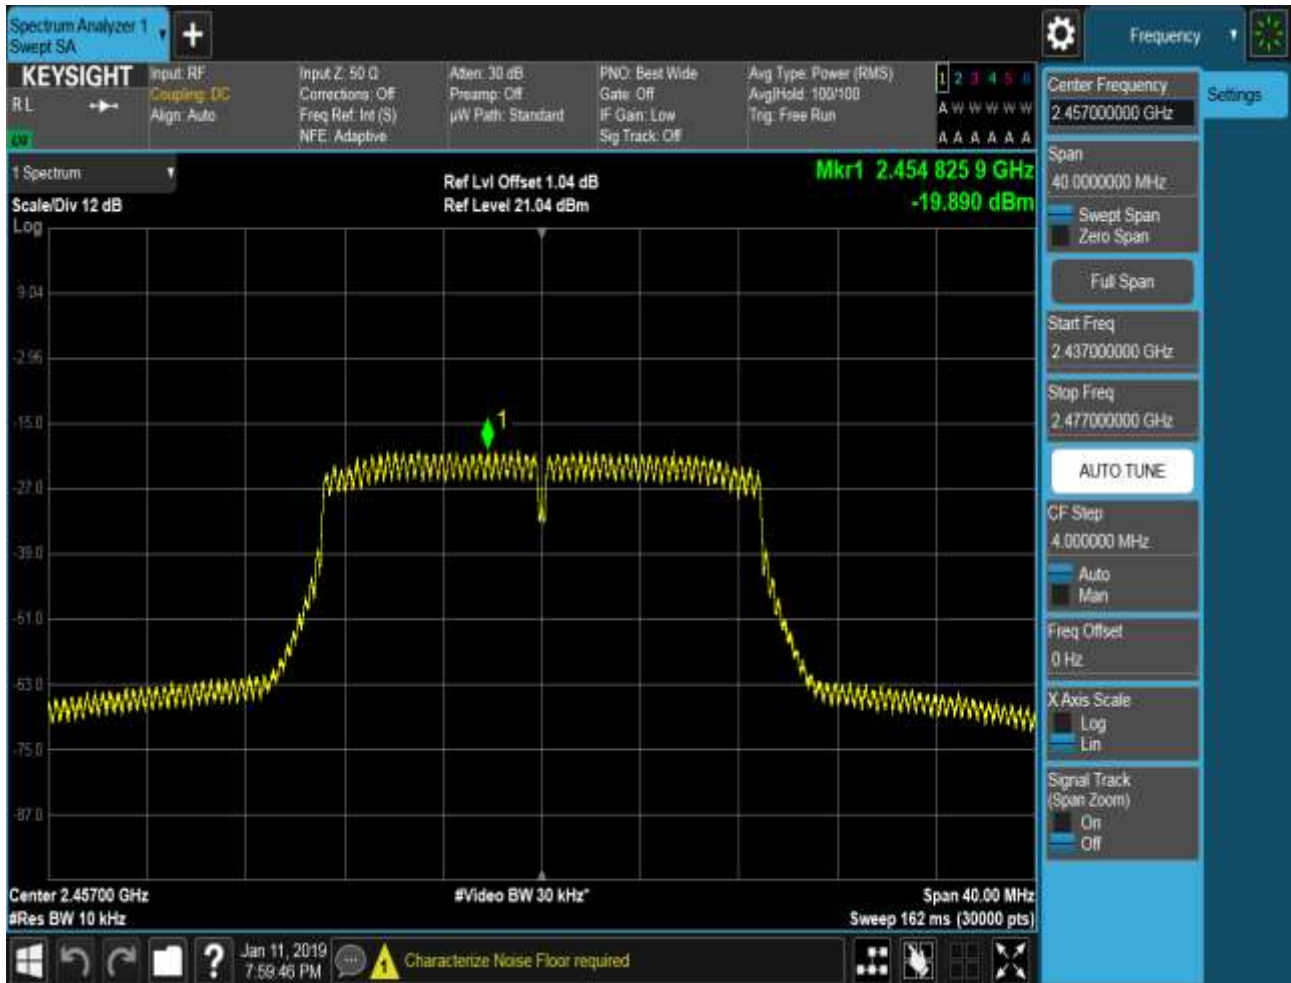 Spectrum Analyzer 1
Swept SA
Frequency
KEYSIGHT
RL
Input: RF
Coupling: DC
Align: Auto
Input Z: 50 Ω
Corrections: Off
Freq Ref: Int (S)
NFE: Adaptive
Atten: 30 dB
Preamp: Off
µW Path: Standard
PNO: Best Wide
Gate: Off
IF Gain: Low
Sig Track: Off
Avg Type: Power (RMS)
Avg|Hold: 100/100
Trig: Free Run
1 2 3 4 5 6
A W W W W W
A A A A A A
Center Frequency
2.457000000 GHz
Settings
Span
40.0000000 MHz
Swept Span
Zero Span
Full Span
Start Freq
2.437000000 GHz
Stop Freq
2.477000000 GHz
AUTO TUNE
CF Step
4.000000 MHz
Auto
Man
Freq Offset
0 Hz
X Axis Scale
Log
Lin
Signal Track
(Span Zoom)
On
Off
1 Spectrum
Scale/Div 12 dB
Log
Ref Lvl Offset 1.04 dB
Ref Level 21.04 dBm
Mkr1 2.454 825 9 GHz
-19.890 dBm
9.04
-2.96
-15.0
1
-27.0
-39.0
-51.0
-63.0
-75.0
-87.0
Center 2.45700 GHz
#Res BW 10 kHz
#Video BW 30 kHz*
Span 40.00 MHz
Sweep 162 ms (30000 pts)
?
Jan 11, 2019
7:59:46 PM
1
Characterize Noise Floor required